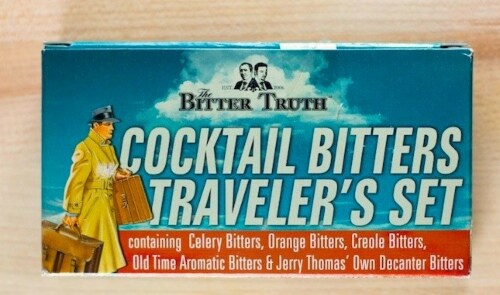 The
BITTER TRUTH
COCKTAIL BITTERS
TRAVELER'S SET
containing Celery Bitters, Orange Bitters, Creole Bitters,
Old Time Aromatic Bitters & Jerry Thomas' Own Decanter Bitters